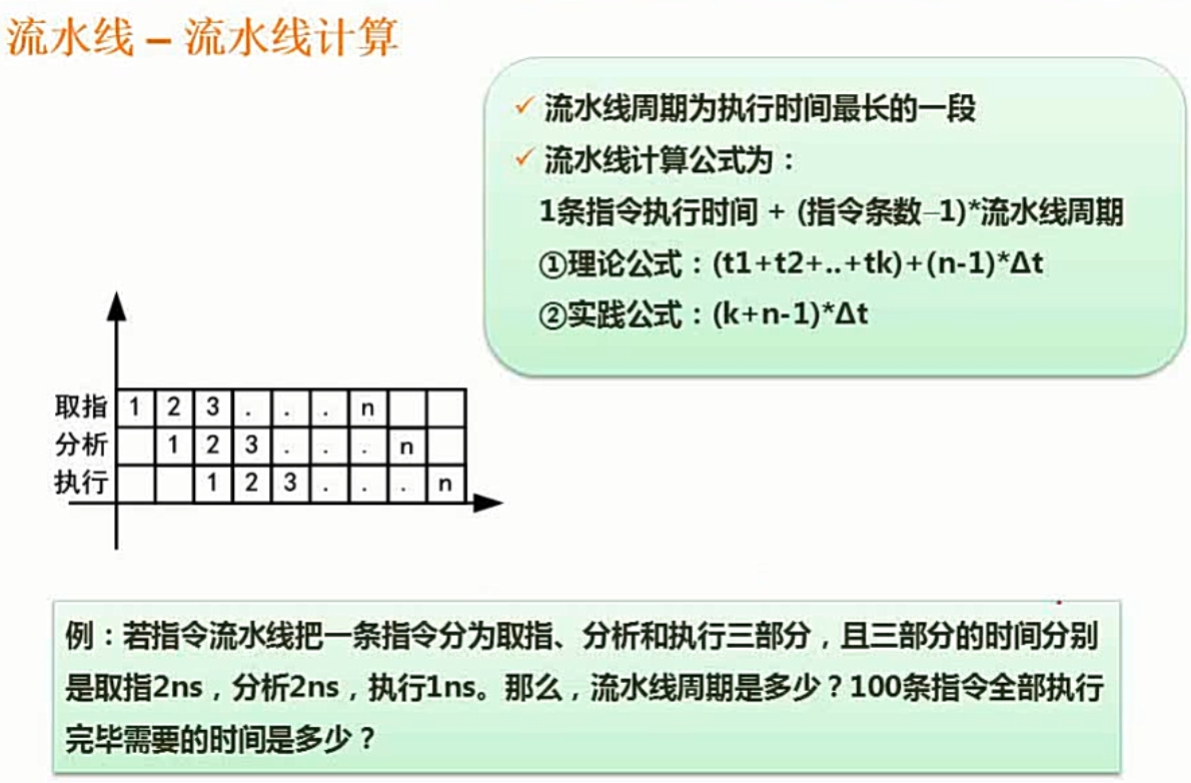 流水线 – 流水线计算
✓ 流水线周期为执行时间最长的一段
✓ 流水线计算公式为：
1条指令执行时间 + (指令条数–1)*流水线周期
①理论公式：(t1+t2+..+tk)+(n-1)*Δt
②实践公式：(k+n-1)*Δt
取指 1 2 3 . . . n
分析 1 2 3 . . . n
执行 1 2 3 . . . n
例：若指令流水线把一条指令分为取指、分析和执行三部分，且三部分的时间分别
是取指2ns，分析2ns，执行1ns。那么，流水线周期是多少？100条指令全部执行
完毕需要的时间是多少？